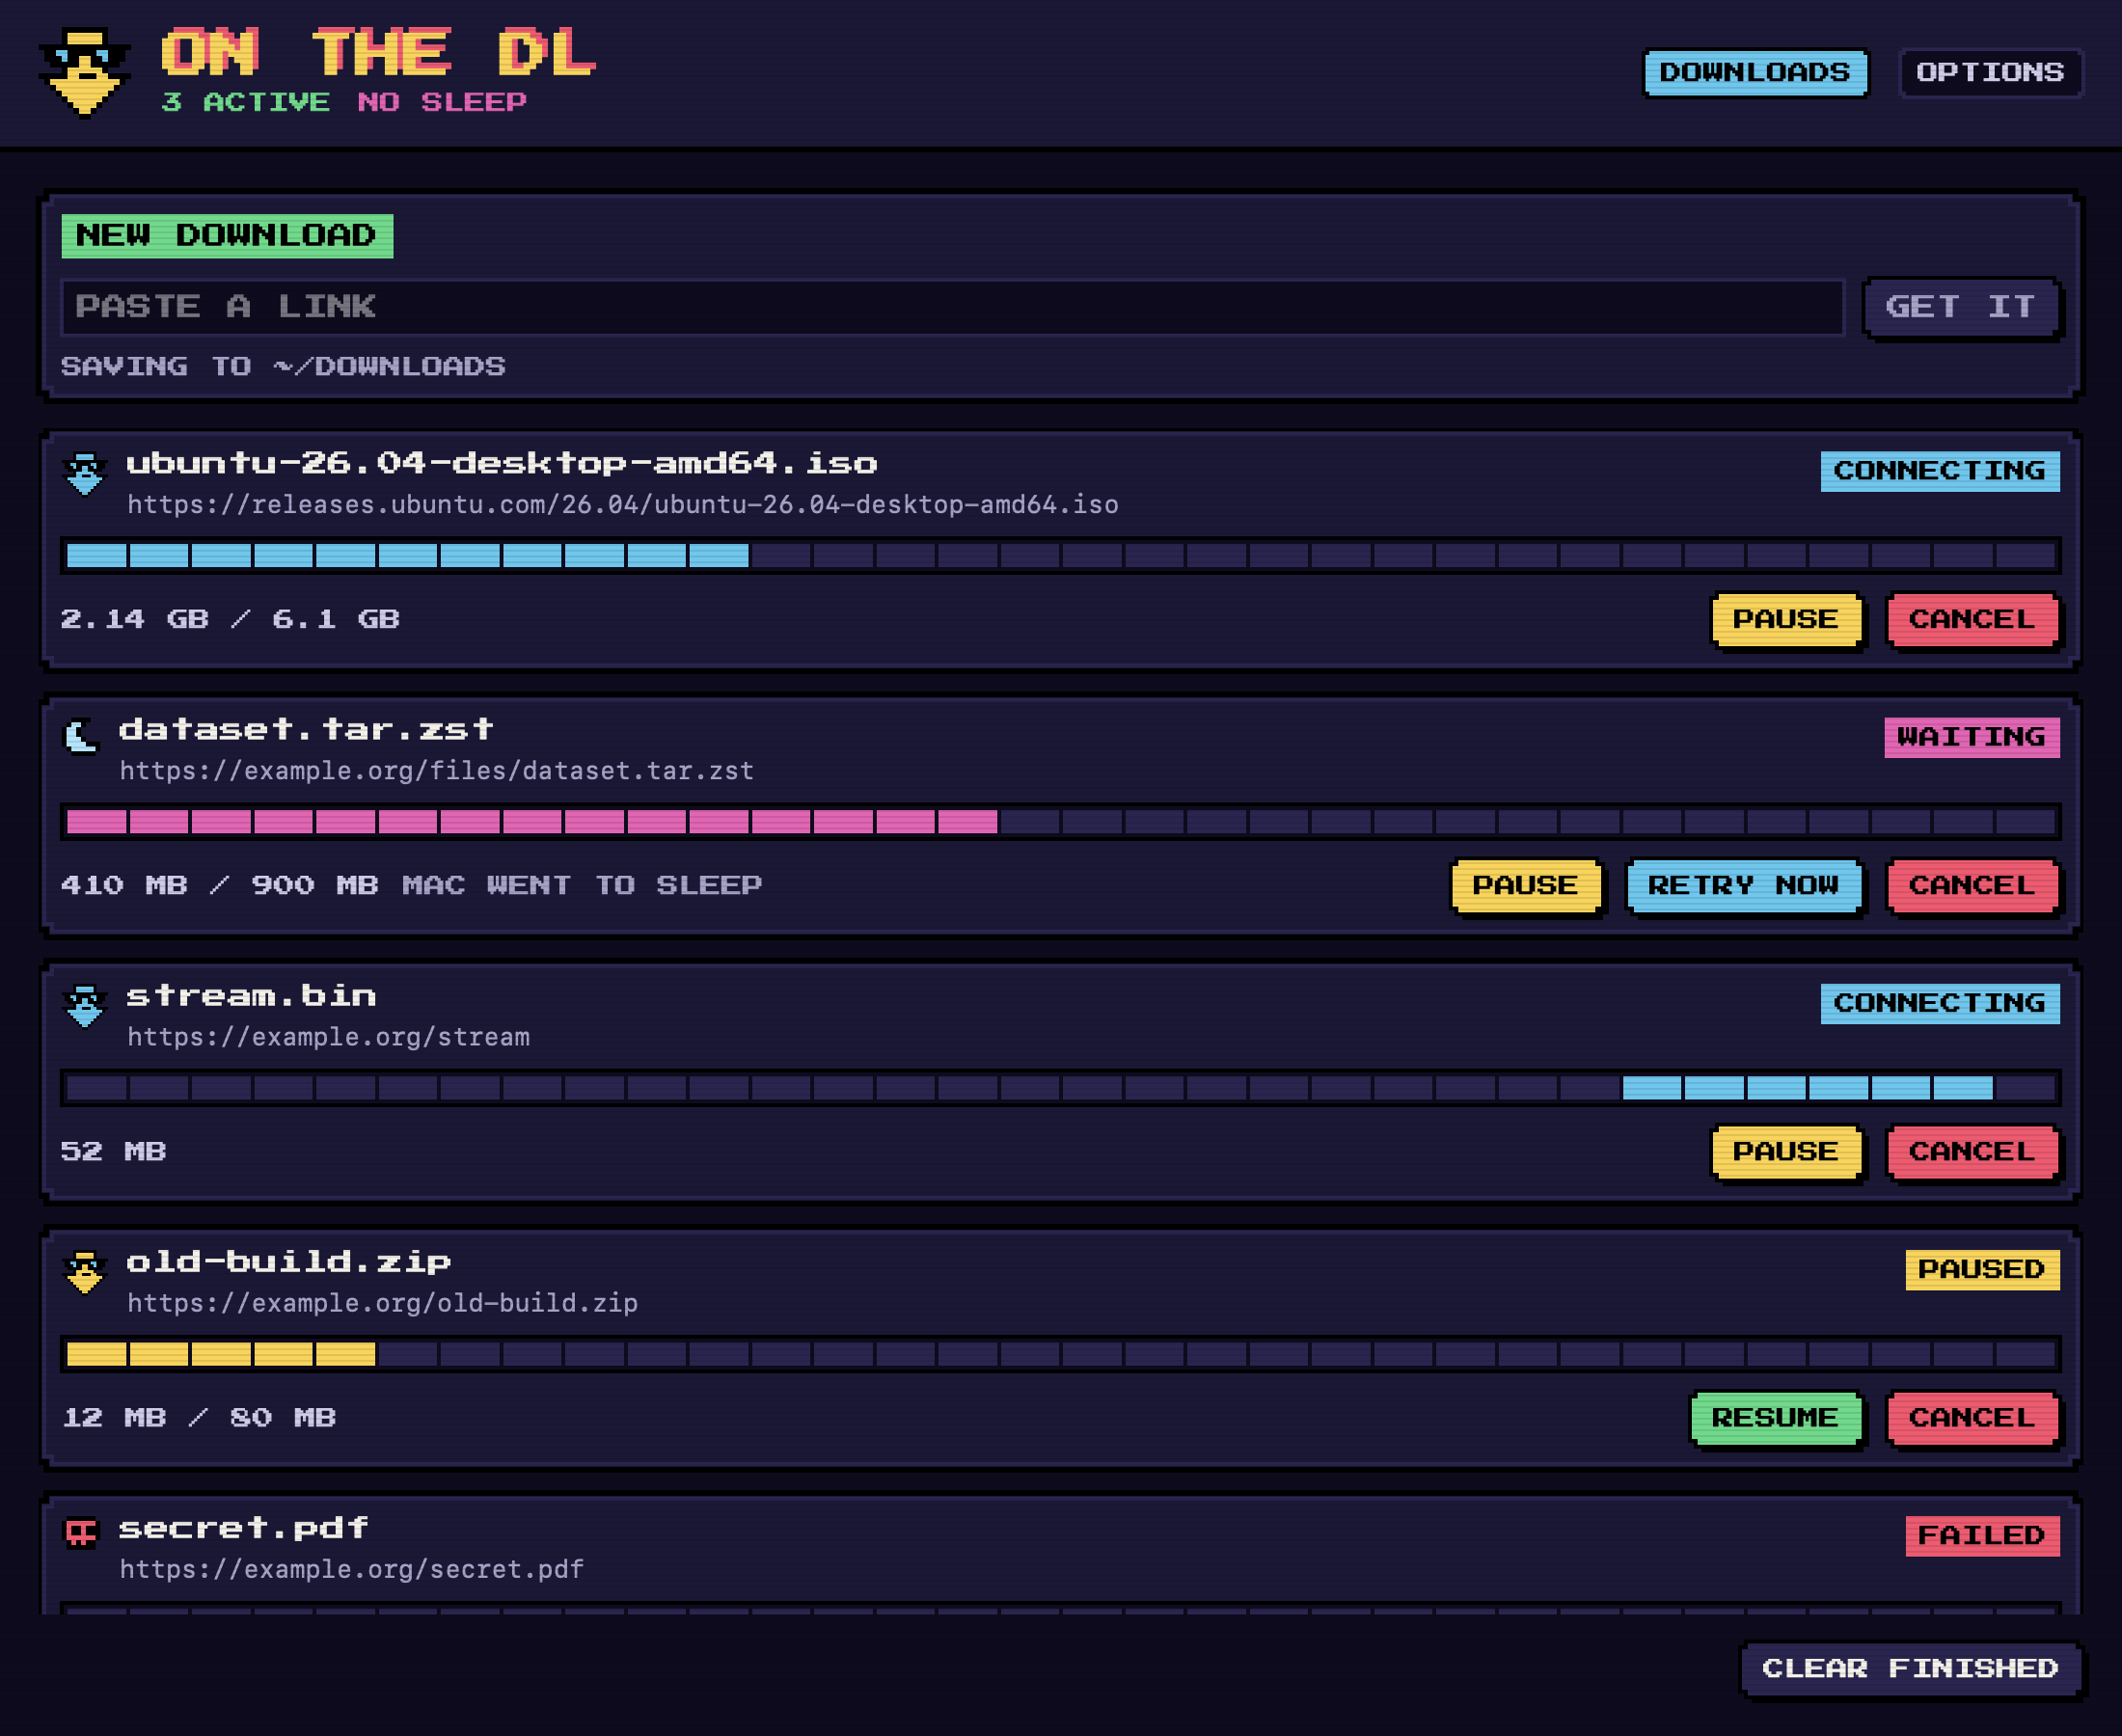 ON THE DL
3 ACTIVE NO SLEEP
DOWNLOADS
OPTIONS
NEW DOWNLOAD
PASTE A LINK
GET IT
SAVING TO ~/DOWNLOADS
ubuntu-26.04-desktop-amd64.iso
CONNECTING
https://releases.ubuntu.com/26.04/ubuntu-26.04-desktop-amd64.iso
2.14 GB / 6.1 GB
PAUSE
CANCEL
dataset.tar.zst
WAITING
https://example.org/files/dataset.tar.zst
410 MB / 900 MB MAC WENT TO SLEEP
PAUSE
RETRY NOW
CANCEL
stream.bin
CONNECTING
https://example.org/stream
52 MB
PAUSE
CANCEL
old-build.zip
PAUSED
https://example.org/old-build.zip
12 MB / 80 MB
RESUME
CANCEL
secret.pdf
FAILED
https://example.org/secret.pdf
CLEAR FINISHED